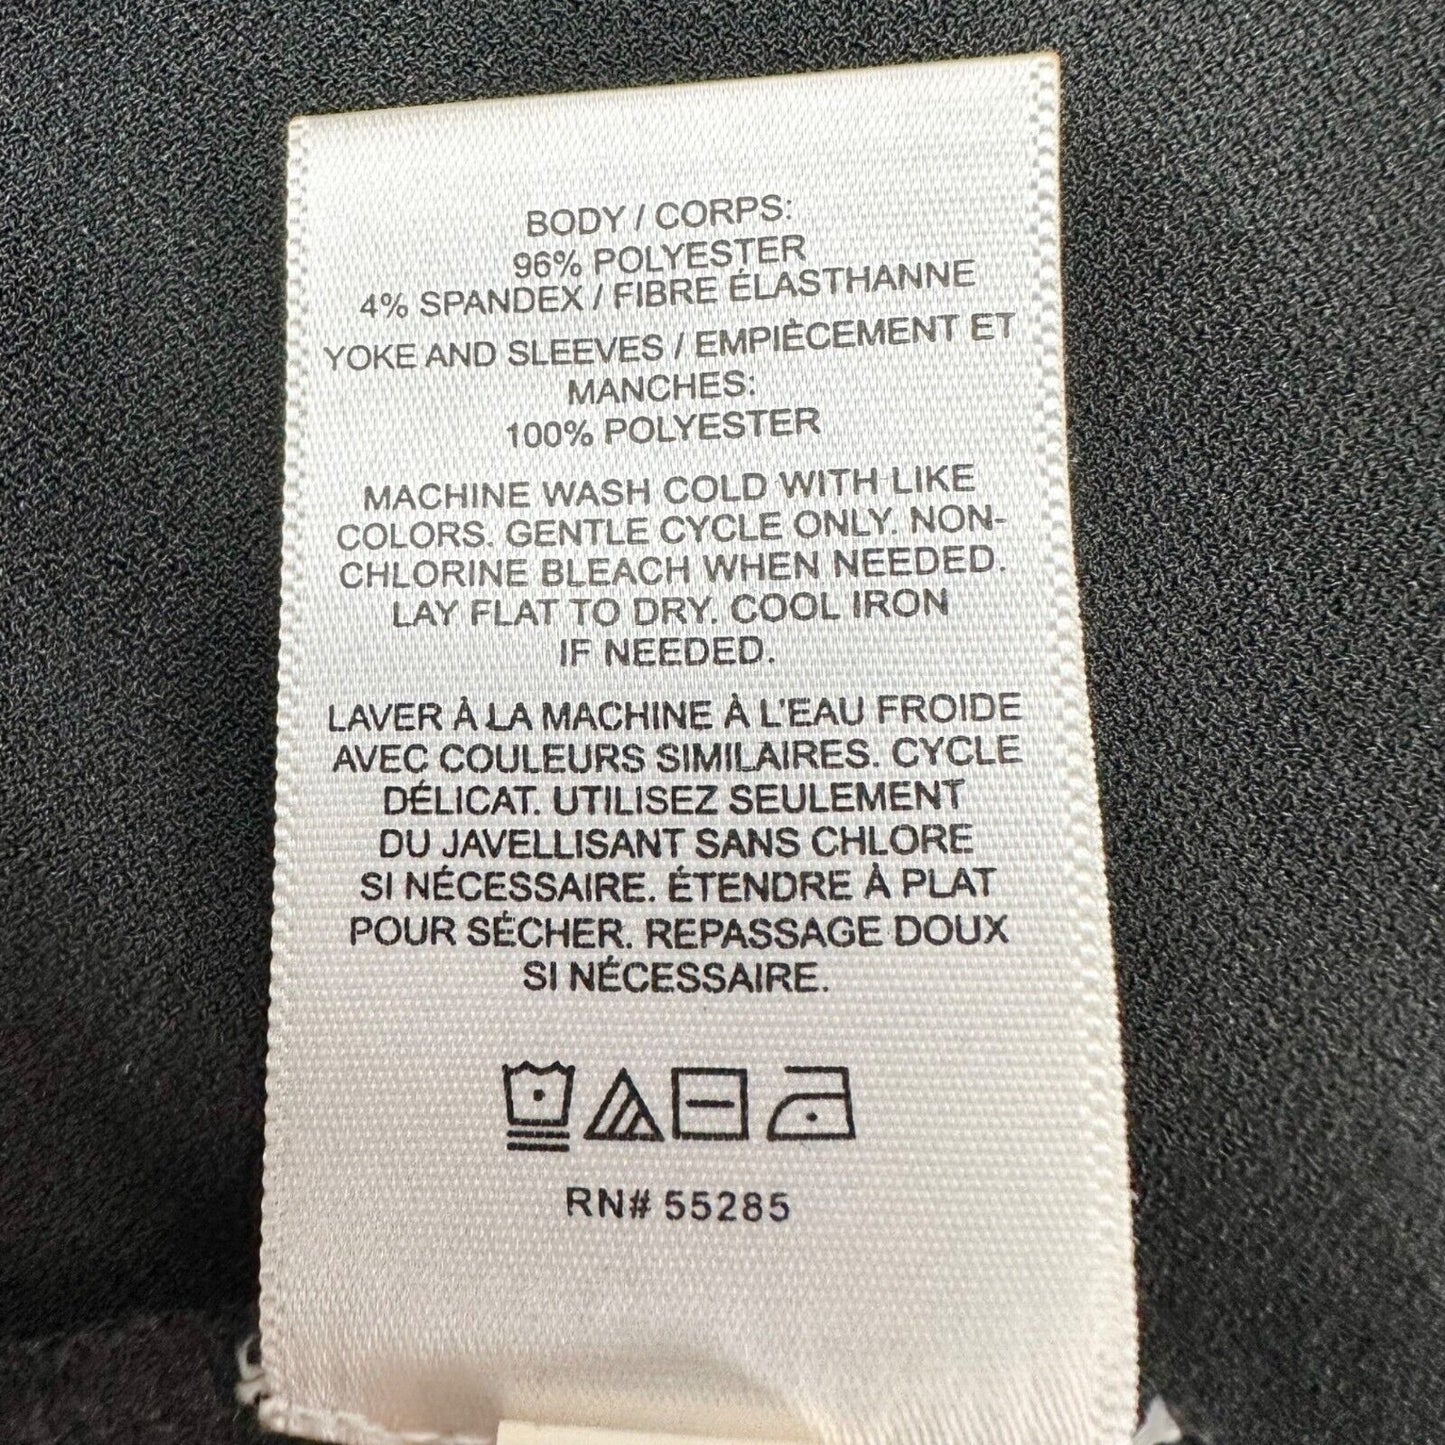 BODY / CORPS:
96% POLYESTER
4% SPANDEX / FIBRE ÉLASTHANNE
YOKE AND SLEEVES / EMPIÈCEMENT ET
MANCHES:
100% POLYESTER
MACHINE WASH COLD WITH LIKE
COLORS. GENTLE CYCLE ONLY. NON-
CHLORINE BLEACH WHEN NEEDED.
LAY FLAT TO DRY. COOL IRON
IF NEEDED.
LAVER À LA MACHINE À L'EAU FROIDE
AVEC COULEURS SIMILAIRES. CYCLE
DÉLICAT. UTILISEZ SEULEMENT
DU JAVELLISANT SANS CHLORE
SI NÉCESSAIRE. ÉTENDRE À PLAT
POUR SÉCHER. REPASSAGE DOUX
SI NÉCESSAIRE.
RN# 55285